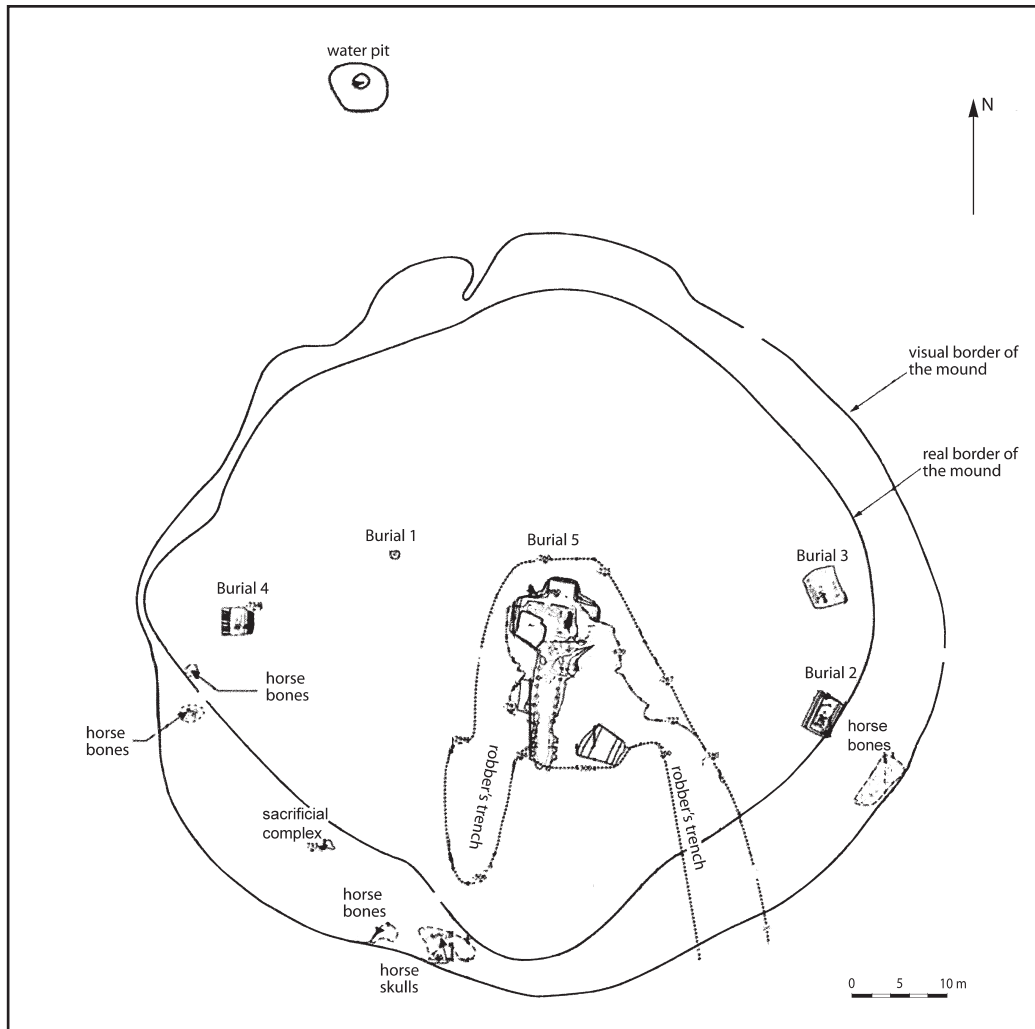 water pit
N
visual border of
the mound
real border of
the mound
Burial 1
Burial 5
Burial 3
Burial 4
Burial 2
horse
bones
horse
bones
horse
bones
robber's trench
robber's trench
sacrificial
complex
horse
bones
horse
skulls
0 5 10 m